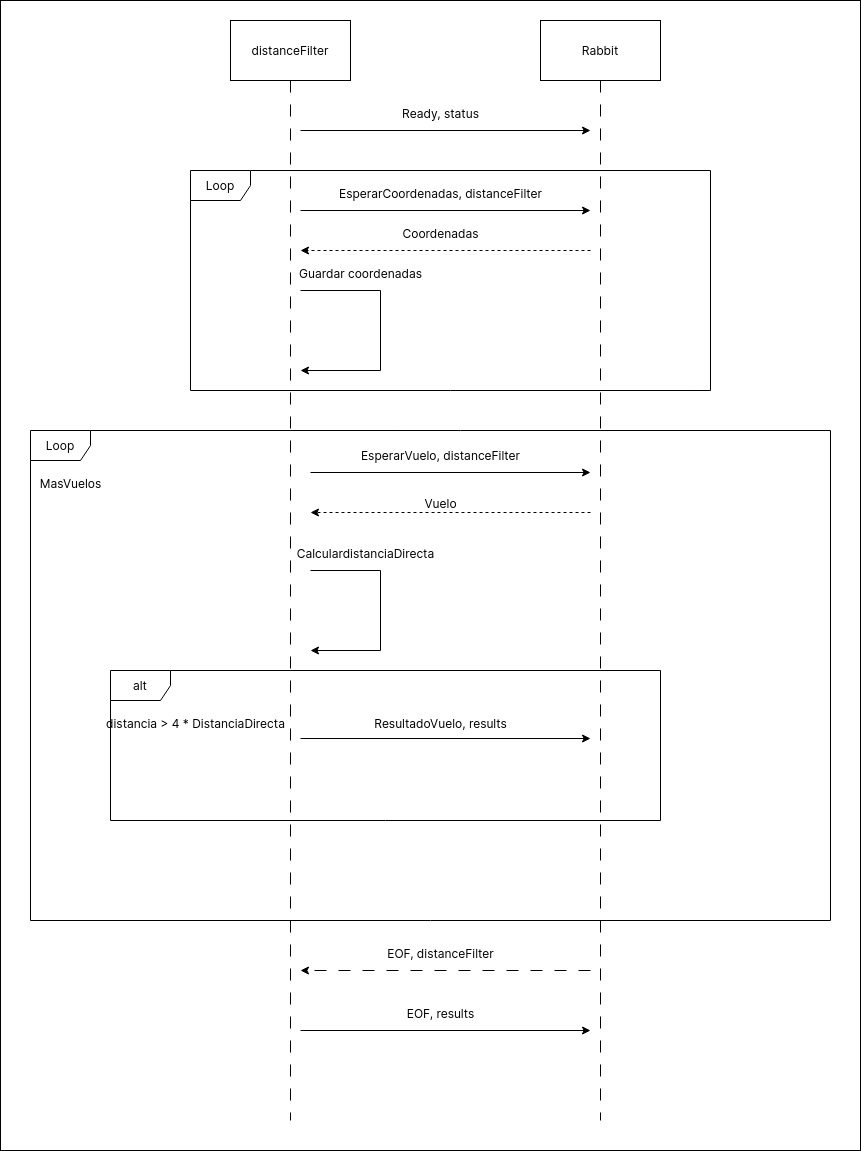 distanceFilter
Rabbit
Ready, status
Loop
EsperarCoordenadas, distanceFilter
Coordenadas
Guardar coordenadas
Loop
EsperarVuelo, distanceFilter
MasVuelos
Vuelo
CalculardistanciaDirecta
alt
distancia > 4 * DistanciaDirecta
ResultadoVuelo, results
EOF, distanceFilter
EOF, results